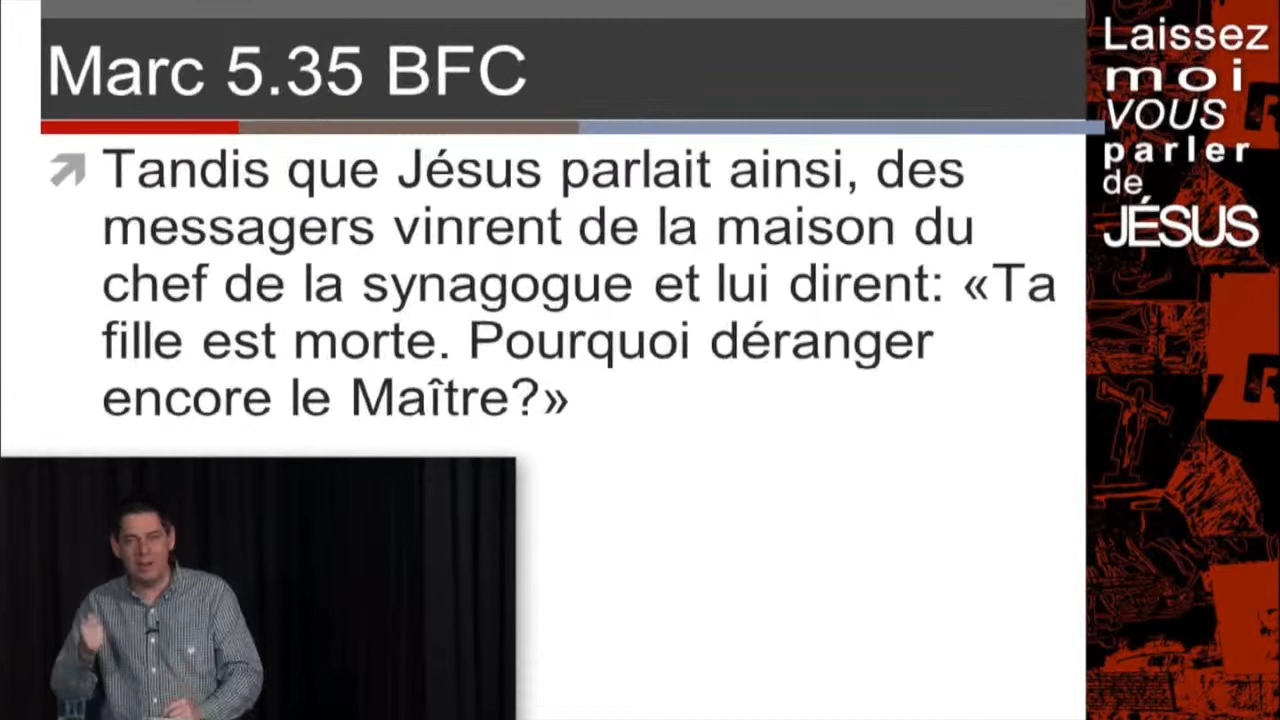 Marc 5.35 BFC
Tandis que Jésus parlait ainsi, des
messagers vinrent de la maison du
chef de la synagogue et lui dirent: «Ta
fille est morte. Pourquoi déranger
encore le Maître?»
Laissez
moi
VOUS
parler
de
JÉSUS